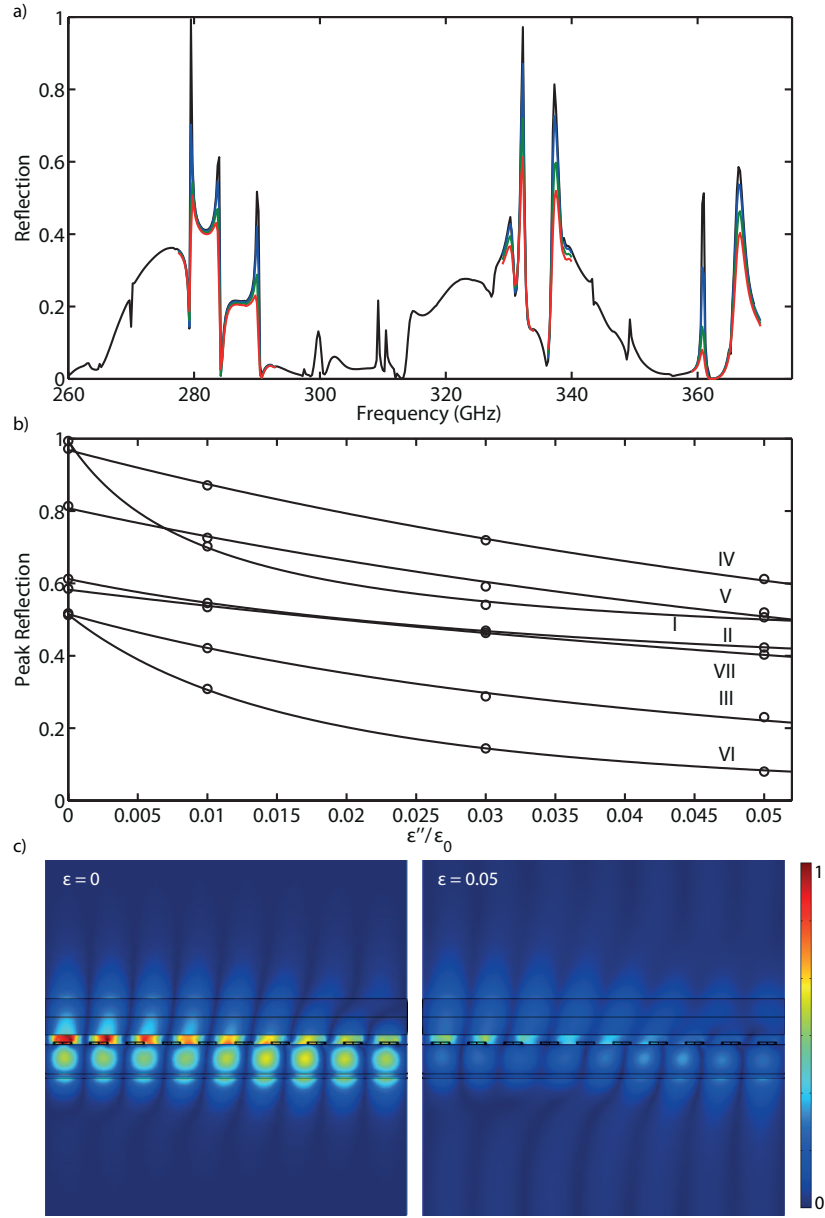 a)
1
0.8
0.6
0.4
0.2
0
Reflection
260 280 300 320 340 360
Frequency (GHz)
b)
1
0.8
0.6
0.4
0.2
0
Peak Reflection
IV
V
I
II
VII
III
VI
0 0.005 0.01 0.015 0.02 0.025 0.03 0.035 0.04 0.045 0.05
ε''/ε₀
c)
ε = 0
ε = 0.05
1
0